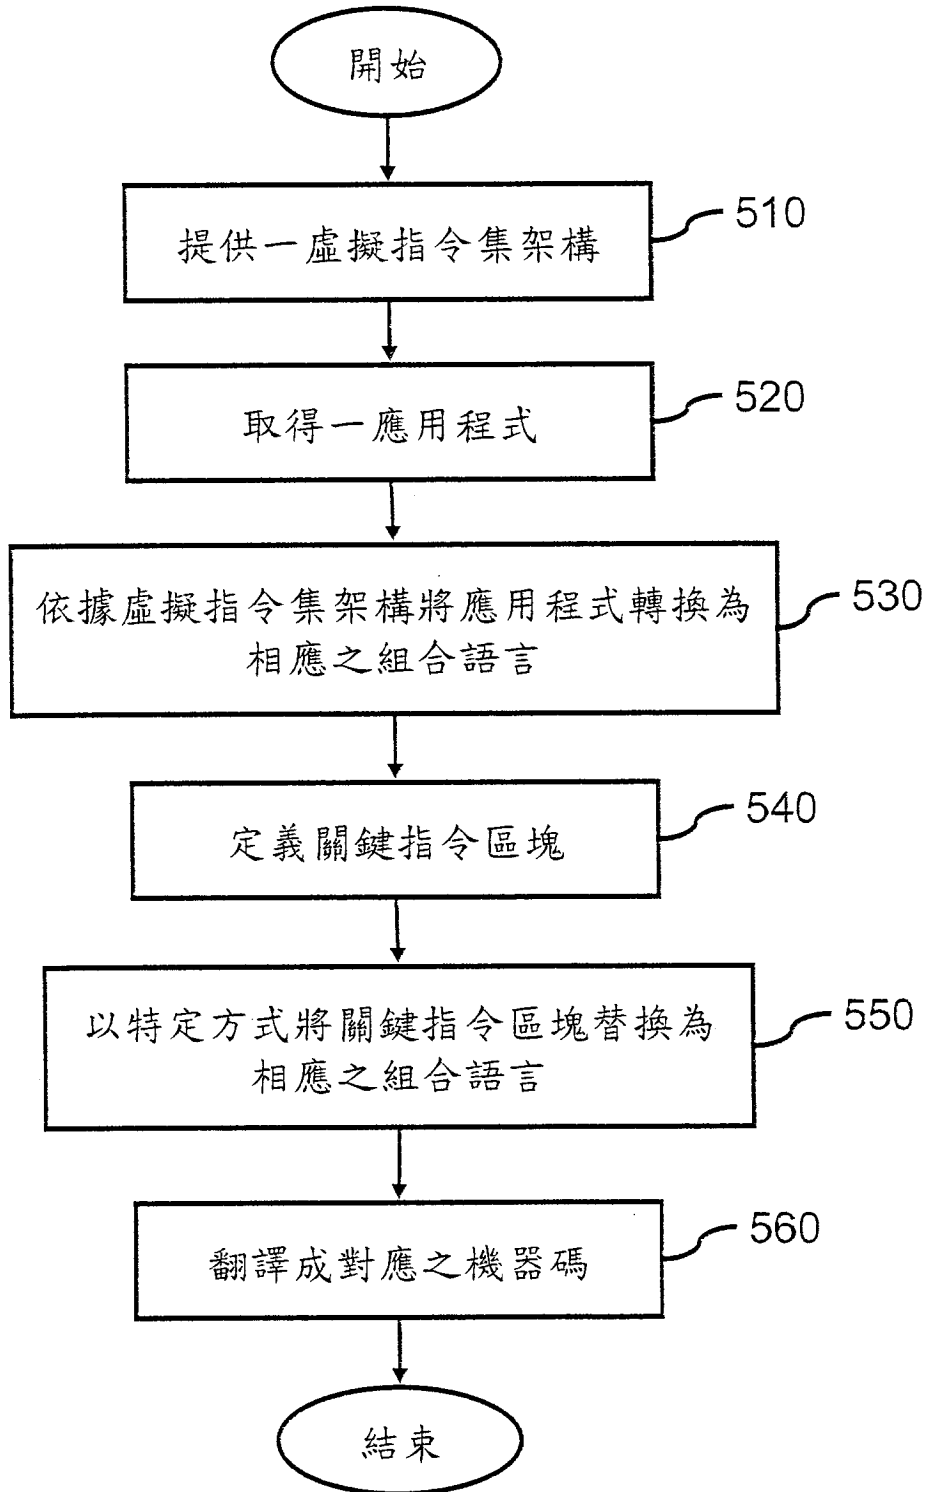 開始
提供一虛擬指令集架構
510
取得一應用程式
520
依據虛擬指令集架構將應用程式轉換為
相應之組合語言
530
定義關鍵指令區塊
540
以特定方式將關鍵指令區塊替換為
相應之組合語言
550
翻譯成對應之機器碼
560
結束